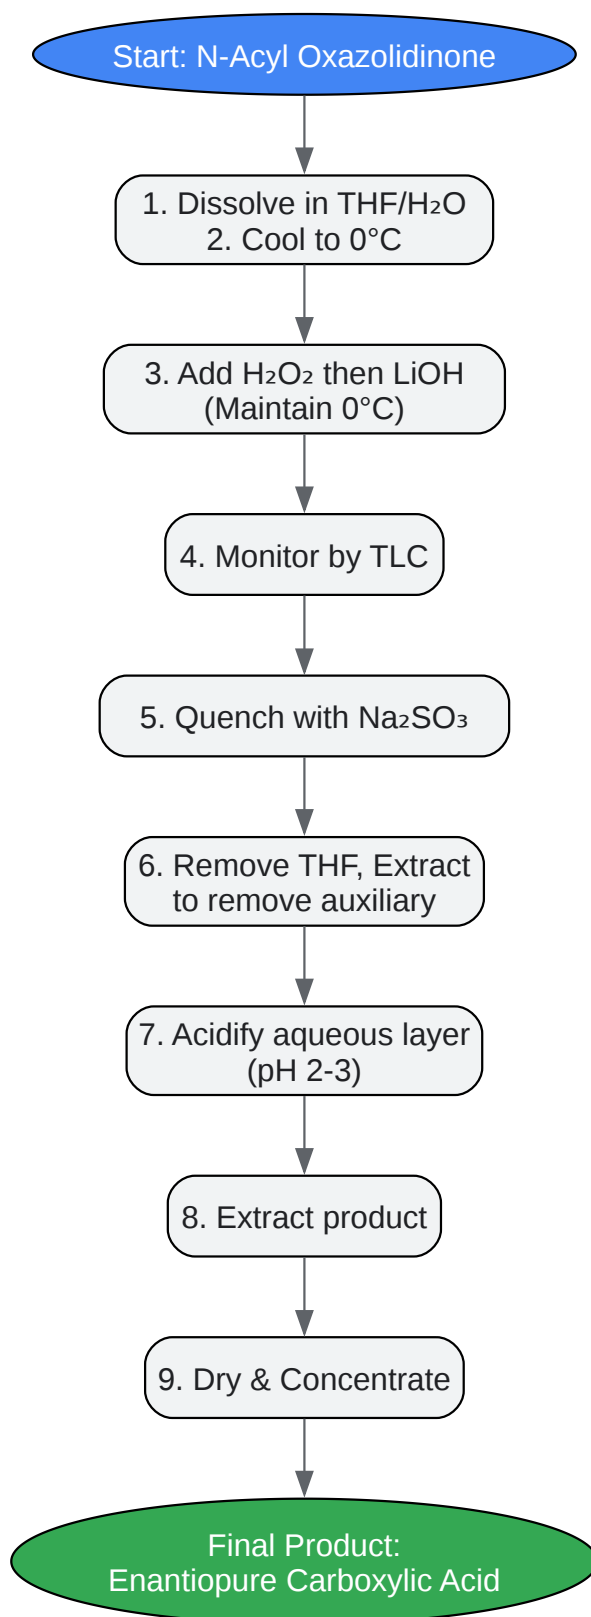 Start: N-Acyl Oxazolidinone
1. Dissolve in THF/H₂O
2. Cool to 0°C
3. Add H₂O₂ then LiOH
(Maintain 0°C)
4. Monitor by TLC
5. Quench with Na₂SO₃
6. Remove THF, Extract
to remove auxiliary
7. Acidify aqueous layer
(pH 2-3)
8. Extract product
9. Dry & Concentrate
Final Product:
Enantiopure Carboxylic Acid